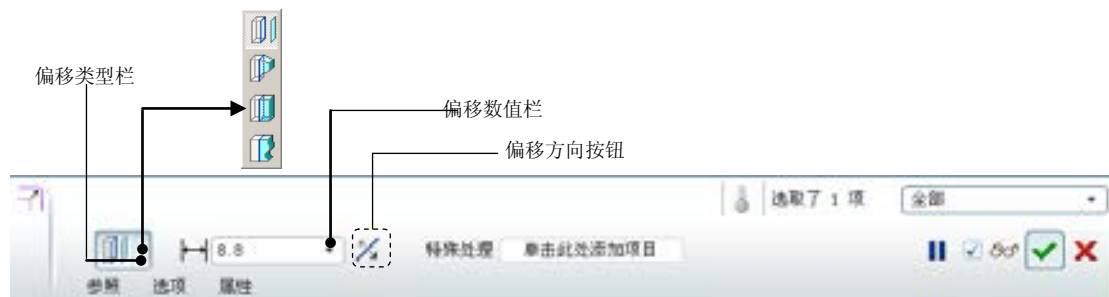 偏移类型栏
偏移数值栏
偏移方向按钮
选取了 1 项 全部
8.8 特殊处理 单击此处添加项目
参照 选项 属性